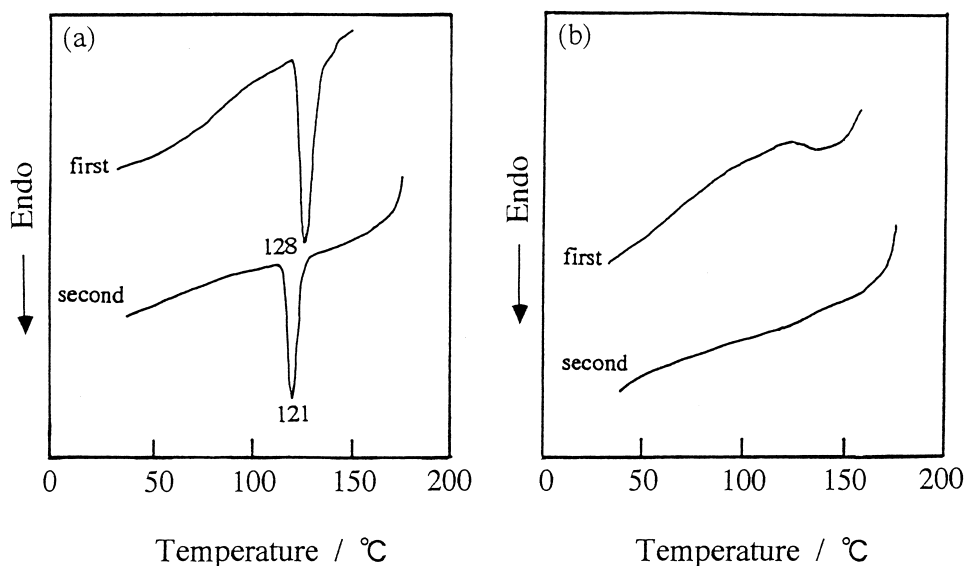 (a)
Endo
first
128
second
121
0 50 100 150 200
Temperature / ℃
(b)
Endo
first
second
0 50 100 150 200
Temperature / ℃